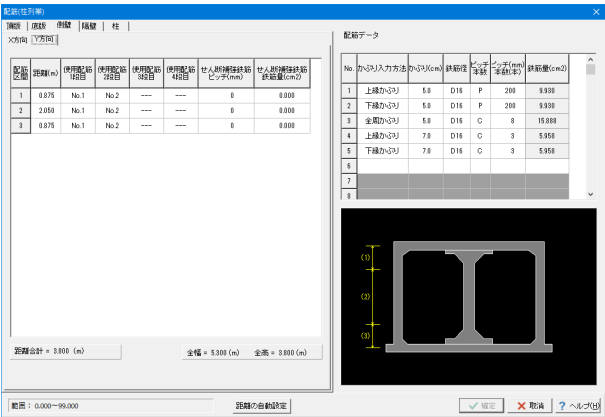 配筋(柱列帯)
頂版 底版 側壁 隔壁 柱
X方向 Y方向
配筋区間 距離(m) 使用配筋1段目 使用配筋2段目 使用配筋3段目 使用配筋4段目 せん断補強鉄筋ピッチ(mm) せん断補強鉄筋鉄筋量(cm2)
1 0.875 No.1 No.2 --- --- 0 0.000
2 2.050 No.1 No.2 --- --- 0 0.000
3 0.875 No.1 No.2 --- --- 0 0.000
距離合計 = 3.800 (m)
全幅 = 5.300 (m) 全高 = 3.800 (m)
配筋データ
No. かぶり入力方法 かぶり(cm) 鉄筋径 ピッチ本数 ピッチ(mm)本数(本) 鉄筋量(cm2)
1 上縁かぶり 5.0 D16 P 200 9.930
2 下縁かぶり 5.0 D16 P 200 9.930
3 全周かぶり 5.0 D16 C 8 15.888
4 上縁かぶり 7.0 D16 C 3 5.958
5 下縁かぶり 7.0 D16 C 3 5.958
6
7
8
(1)
(2)
(3)
範囲: 0.000～99.000
距離の自動設定
確定 取消 ヘルプ(H)